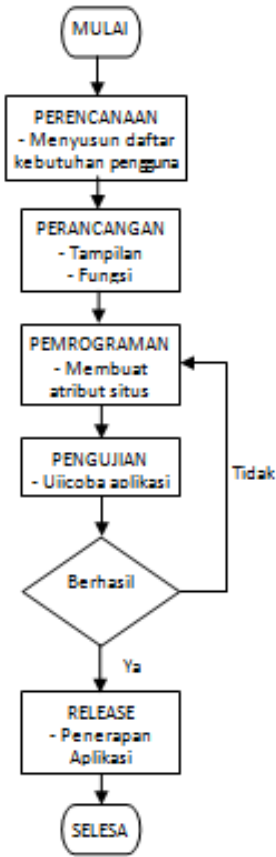 MULAI
PERENCANAAN
- Menyusun daftar
kebutuhan pengguna
PERANCANGAN
- Tampilan
- Fungsi
PEMROGRAMAN
- Membuat
atribut situs
PENGUJIAN
- Ujicoba aplikasi
Tidak
Berhasil
Ya
RELEASE
- Penerapan
Aplikasi
SELESA